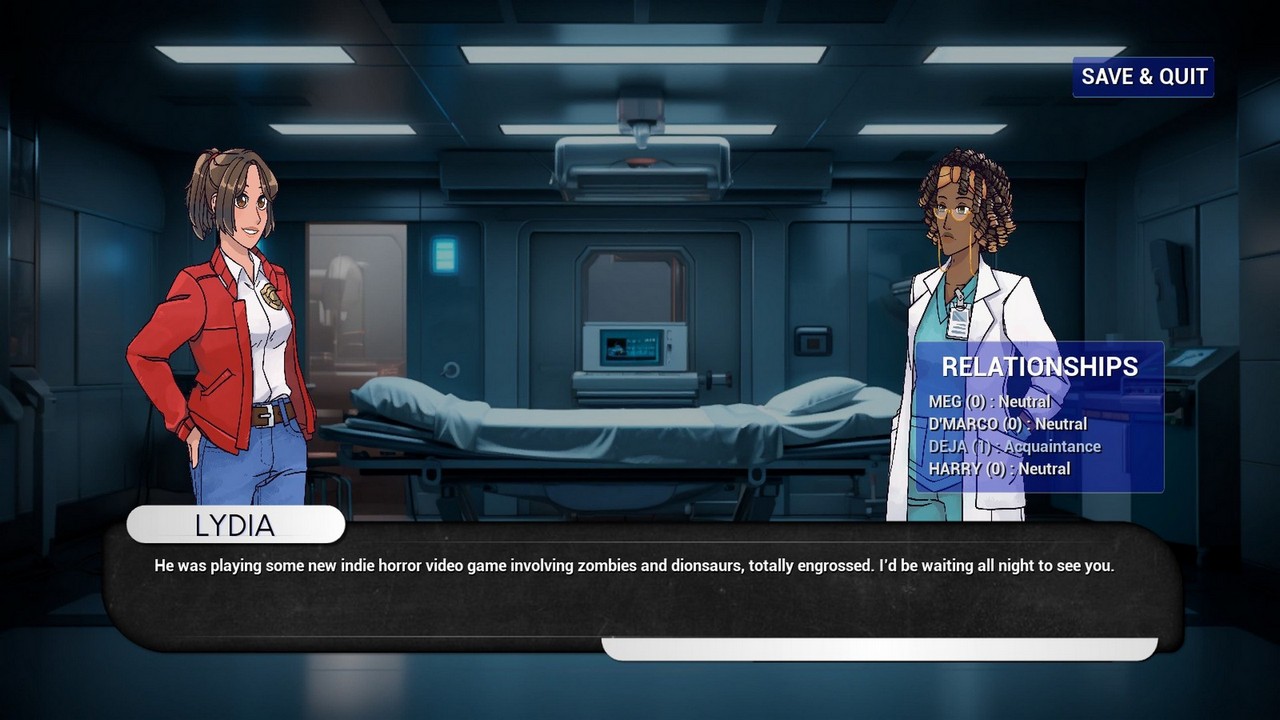 SAVE & QUIT
RELATIONSHIPS
MEG (0) : Neutral
D'MARCO (0) : Neutral
DEJA (1) : Acquaintance
HARRY (0) : Neutral
LYDIA
He was playing some new indie horror video game involving zombies and dionsaurs, totally engrossed. I'd be waiting all night to see you.